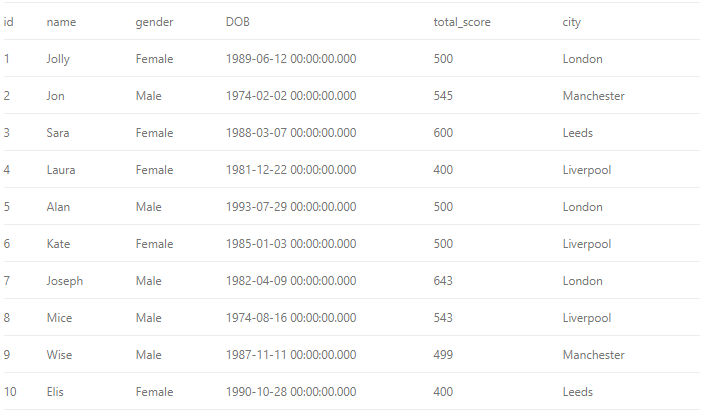 id name gender DOB total_score city
1 Jolly Female 1989-06-12 00:00:00.000 500 London
2 Jon Male 1974-02-02 00:00:00.000 545 Manchester
3 Sara Female 1988-03-07 00:00:00.000 600 Leeds
4 Laura Female 1981-12-22 00:00:00.000 400 Liverpool
5 Alan Male 1993-07-29 00:00:00.000 500 London
6 Kate Female 1985-01-03 00:00:00.000 500 Liverpool
7 Joseph Male 1982-04-09 00:00:00.000 643 London
8 Mice Male 1974-08-16 00:00:00.000 543 Liverpool
9 Wise Male 1987-11-11 00:00:00.000 499 Manchester
10 Elis Female 1990-10-28 00:00:00.000 400 Leeds